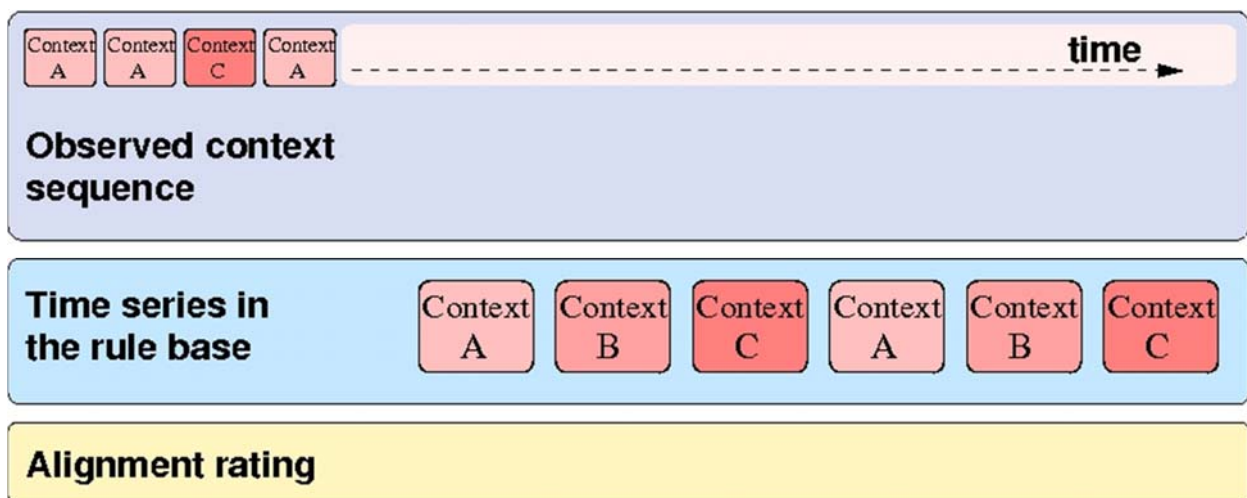 Context Context Context Context
A A C A
time
Observed context
sequence
Time series in
the rule base
Context Context Context Context Context Context
A B C A B C
Alignment rating